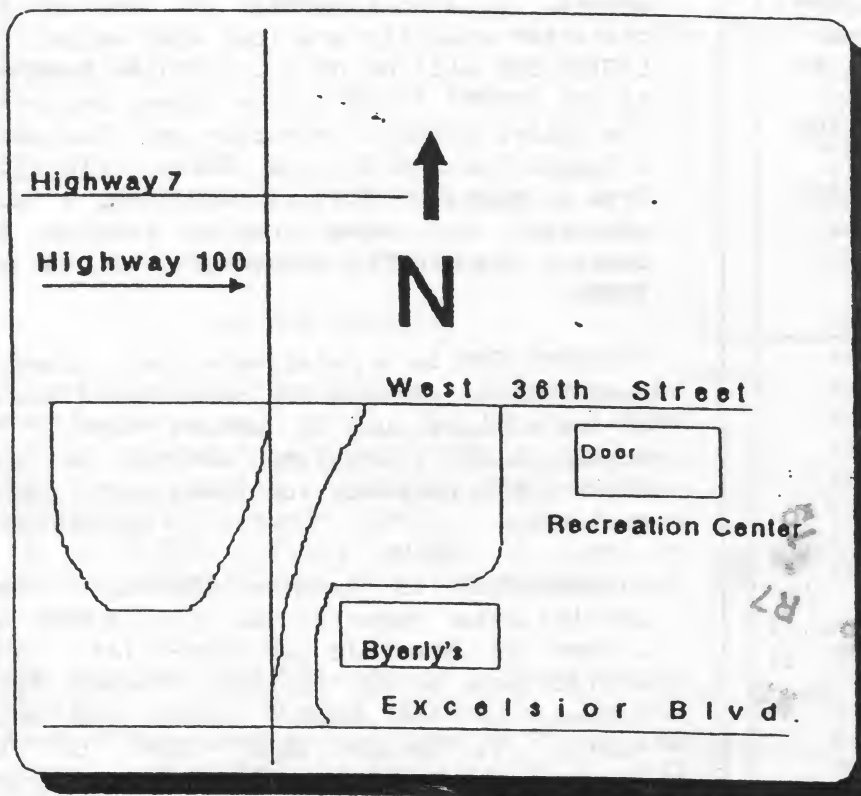 Highway 7
Highway 100
N
West 36th Street
Door
Recreation Center
Byerly's
Excelsior Blvd.